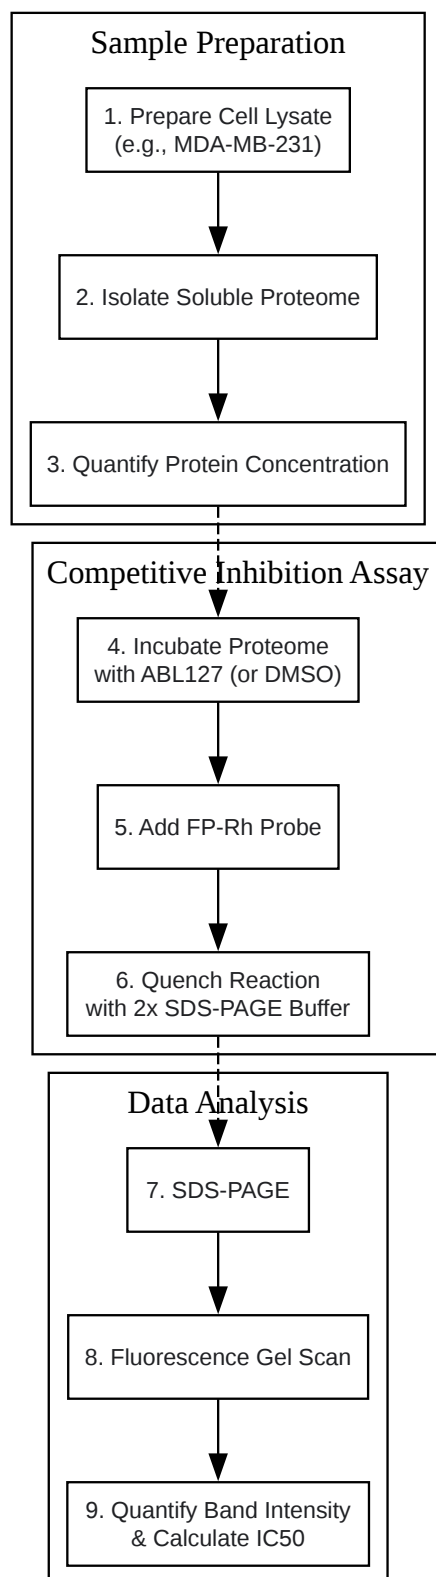 Sample Preparation
1. Prepare Cell Lysate
(e.g., MDA-MB-231)
2. Isolate Soluble Proteome
3. Quantify Protein Concentration
Competitive Inhibition Assay
4. Incubate Proteome
with ABL127 (or DMSO)
5. Add FP-Rh Probe
6. Quench Reaction
with 2x SDS-PAGE Buffer
Data Analysis
7. SDS-PAGE
8. Fluorescence Gel Scan
9. Quantify Band Intensity
& Calculate IC50